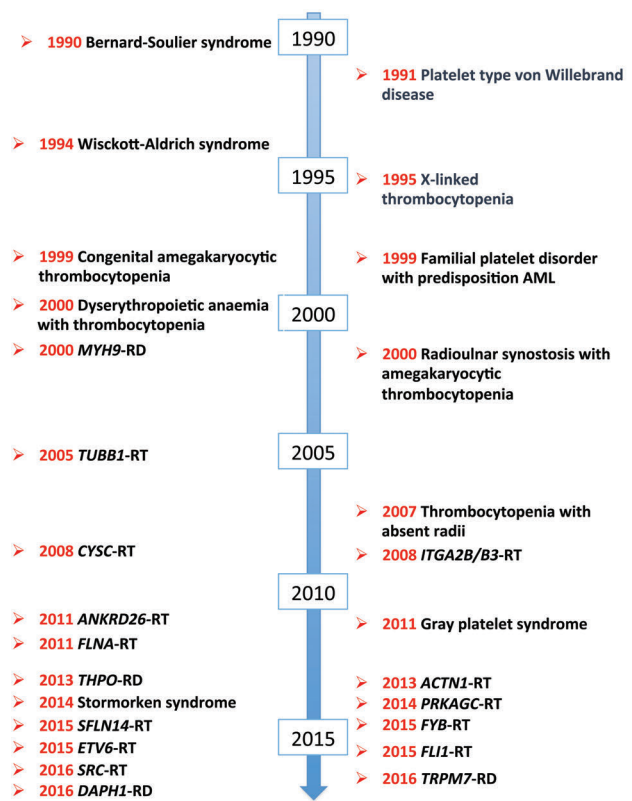 1990
➢ 1990 Bernard-Soulier syndrome
➢ 1991 Platelet type von Willebrand
disease
➢ 1994 Wisckott-Aldrich syndrome
1995
➢ 1995 X-linked
thrombocytopenia
➢ 1999 Congenital amegakaryocytic
thrombocytopenia
➢ 1999 Familial platelet disorder
with predisposition AML
➢ 2000 Dyserythropoietic anaemia
with thrombocytopenia
2000
➢ 2000 MYH9-RD
➢ 2000 Radioulnar synostosis with
amegakaryocytic
thrombocytopenia
2005
➢ 2005 TUBB1-RT
➢ 2007 Thrombocytopenia with
absent radii
➢ 2008 CYSC-RT
➢ 2008 ITGA2B/B3-RT
2010
➢ 2011 ANKRD26-RT
➢ 2011 Gray platelet syndrome
➢ 2011 FLNA-RT
➢ 2013 THPO-RD
➢ 2013 ACTN1-RT
➢ 2014 Stormorken syndrome
➢ 2014 PRKAGC-RT
➢ 2015 SFLN14-RT
➢ 2015 FYB-RT
2015
➢ 2015 ETV6-RT
➢ 2015 FLI1-RT
➢ 2016 SRC-RT
➢ 2016 TRPM7-RD
➢ 2016 DAPH1-RD